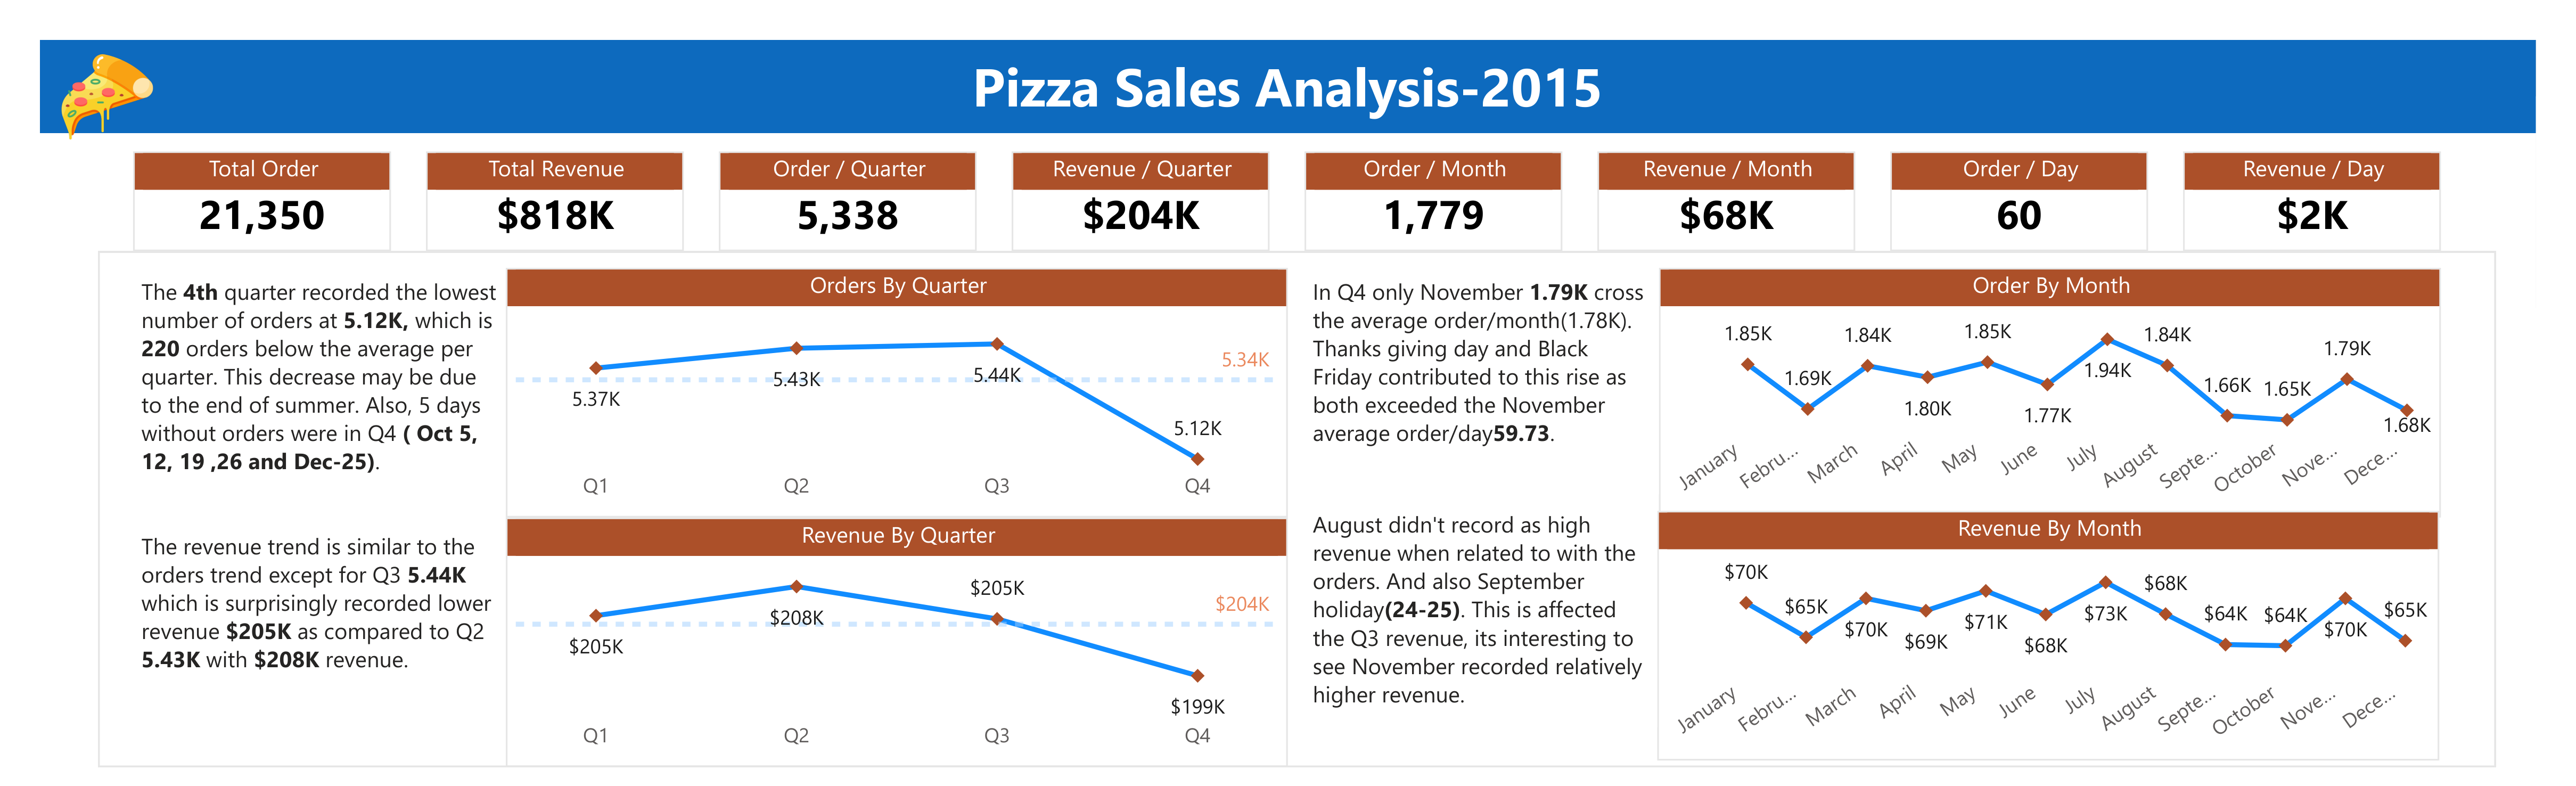 Pizza Sales Analysis-2015
Total Order
21,350
Total Revenue
$818K
Order / Quarter
5,338
Revenue / Quarter
$204K
Order / Month
1,779
Revenue / Month
$68K
Order / Day
60
Revenue / Day
$2K
The 4th quarter recorded the lowest
number of orders at 5.12K, which is
220 orders below the average per
quarter. This decrease may be due
to the end of summer. Also, 5 days
without orders were in Q4 ( Oct 5,
12, 19 ,26 and Dec-25).
The revenue trend is similar to the
orders trend except for Q3 5.44K
which is surprisingly recorded lower
revenue $205K as compared to Q2
5.43K with $208K revenue.
Orders By Quarter
5.37K
5.43K
5.44K
5.12K
5.34K
Q1
Q2
Q3
Q4
Revenue By Quarter
$205K
$208K
$205K
$199K
$204K
Q1
Q2
Q3
Q4
In Q4 only November 1.79K cross
the average order/month(1.78K).
Thanks giving day and Black
Friday contributed to this rise as
both exceeded the November
average order/day59.73.
August didn't record as high
revenue when related to with the
orders. And also September
holiday(24-25). This is affected
the Q3 revenue, its interesting to
see November recorded relatively
higher revenue.
Order By Month
1.85K
1.69K
1.84K
1.80K
1.85K
1.77K
1.94K
1.84K
1.66K
1.65K
1.79K
1.68K
January
Febru...
March
April
May
June
July
August
Septe...
October
Nove...
Dece...
Revenue By Month
$70K
$65K
$70K
$69K
$71K
$68K
$73K
$68K
$64K
$64K
$70K
$65K
January
Febru...
March
April
May
June
July
August
Septe...
October
Nove...
Dece...